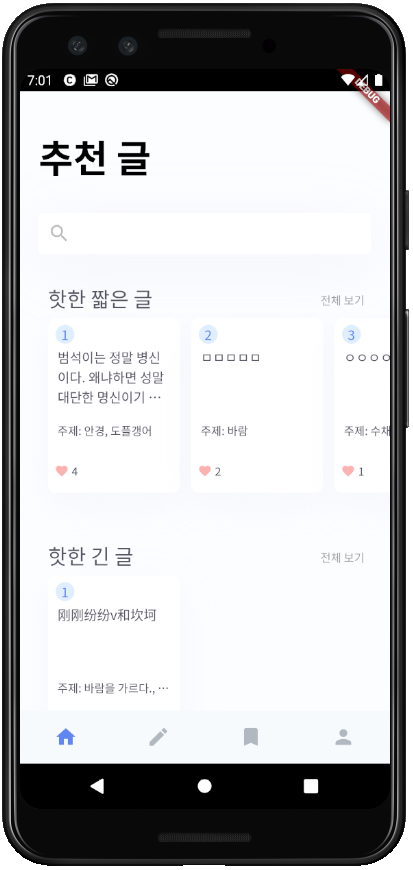 7:01
DEBUG
추천 글
핫한 짧은 글
전체 보기
1
범석이는 정말 병신
이다. 왜냐하면 성말
대단한 명신이기 ⋯
주제: 안경, 도플갱어
4
2
ㅁㅁㅁㅁㅁ
주제: 바람
2
3
ㅇㅇㅇㅇ
주제: 수채
1
핫한 긴 글
전체 보기
1
刚刚纷纷v和坎坷
주제: 바람을 가르다., ⋯